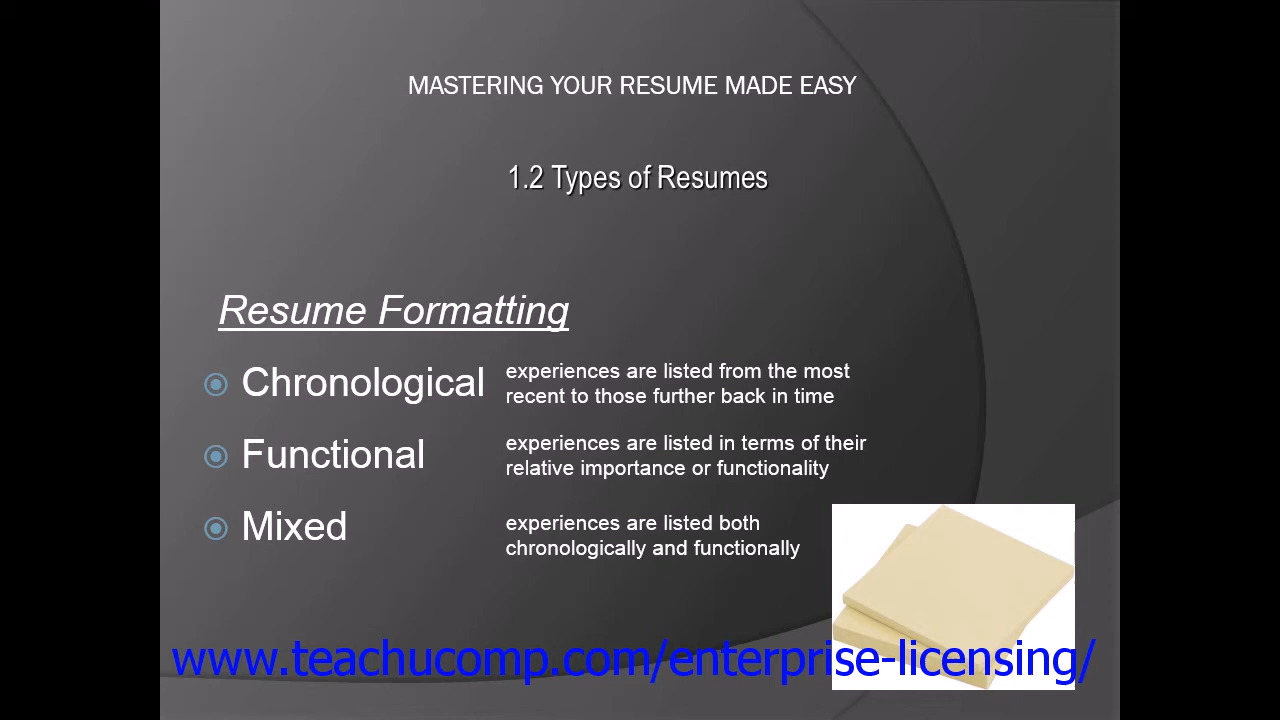 MASTERING YOUR RESUME MADE EASY
1.2 Types of Resumes
Resume Formatting
Chronological
experiences are listed from the most
recent to those further back in time
Functional
experiences are listed in terms of their
relative importance or functionality
Mixed
experiences are listed both
chronologically and functionally
www.teachucomp.com/enterprise-licensing/